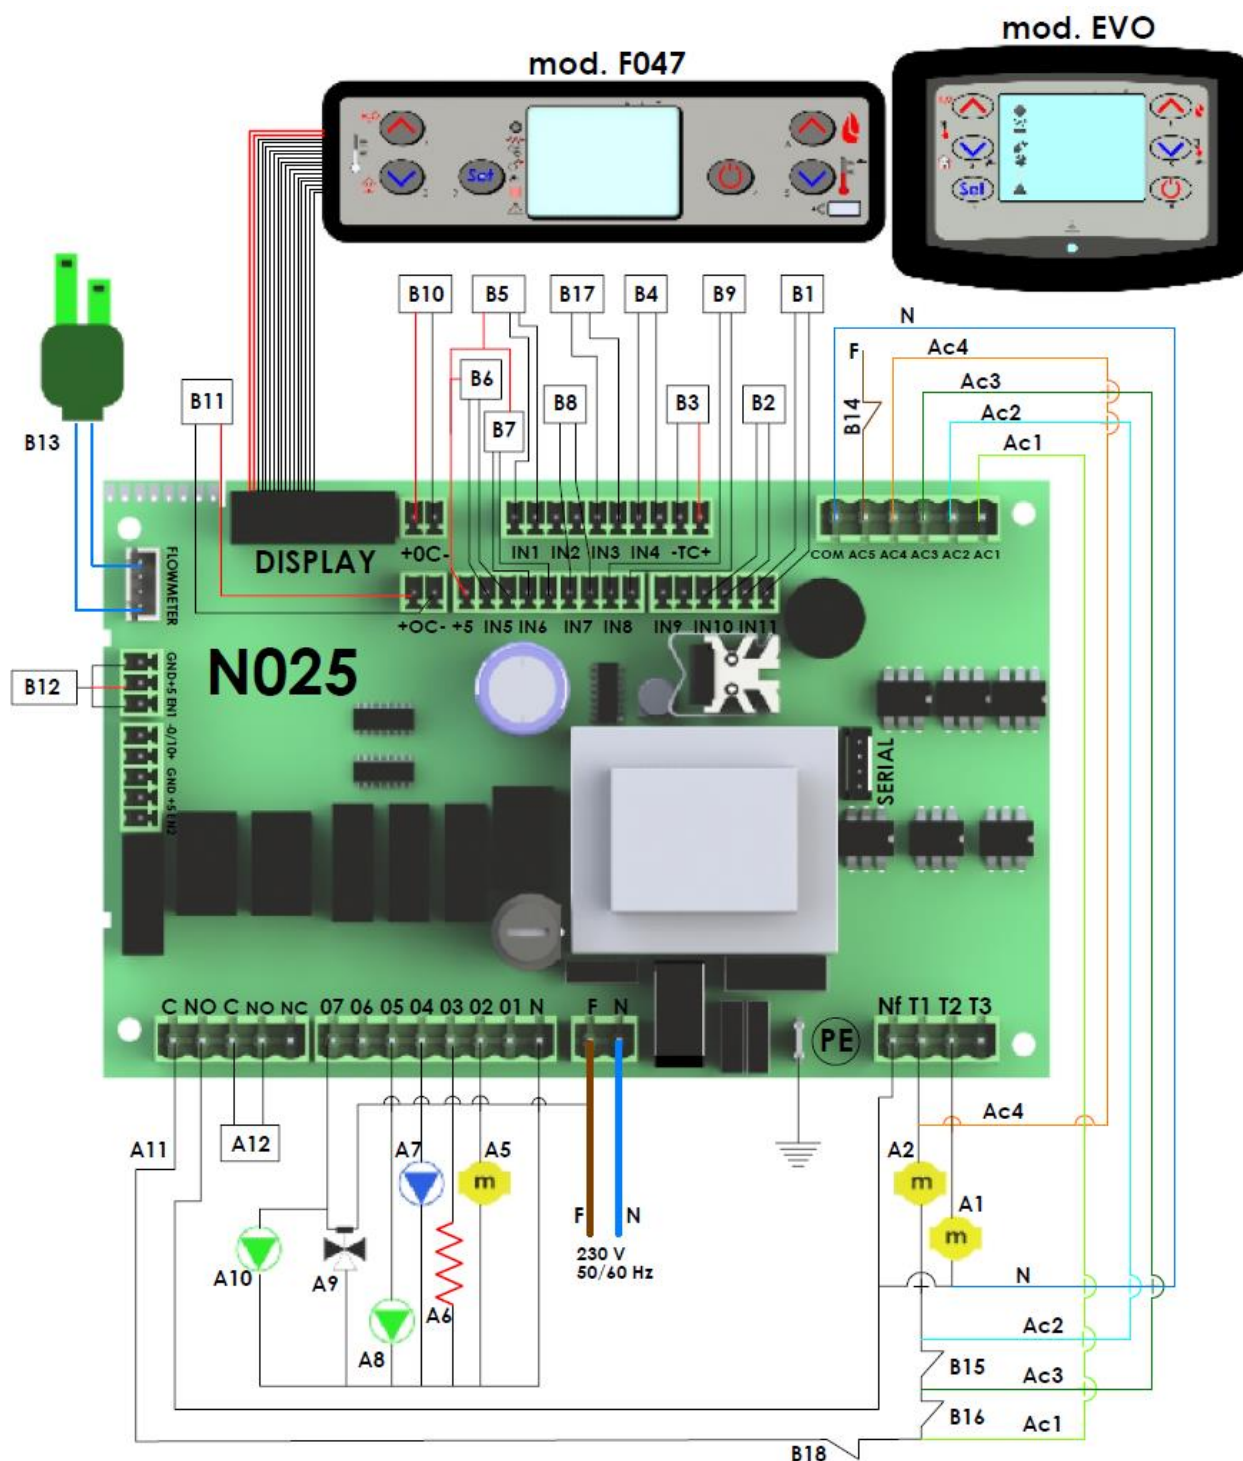 mod. EVO
mod. F047
Set
Set
N
B10
B5
B17
B4
B9
B1
F
Ac4
B6
Ac3
B11
B8
B3
B2
B14
Ac2
B7
B13
Ac1
DISPLAY
+0C-
IN1 IN2 IN3 IN4 -TC+
COM AC5 AC4 AC3 AC2 AC1
FLOWMETER
+OC- +5 IN5 IN6 IN7 IN8 IN9 IN10 IN11
N025
B12
GND+5 EN1
-0/10+
GND +5 EN2
SERIAL
C NO C NO NC
07 06 05 04 03 02 01 N
F N
PE
Nf T1 T2 T3
Ac4
A11
A12
A7
A5
A2
m
m
A1
m
F
N
230 V
50/60 Hz
A10
A9
A6
A8
N
Ac2
B15
Ac3
B16
Ac1
B18